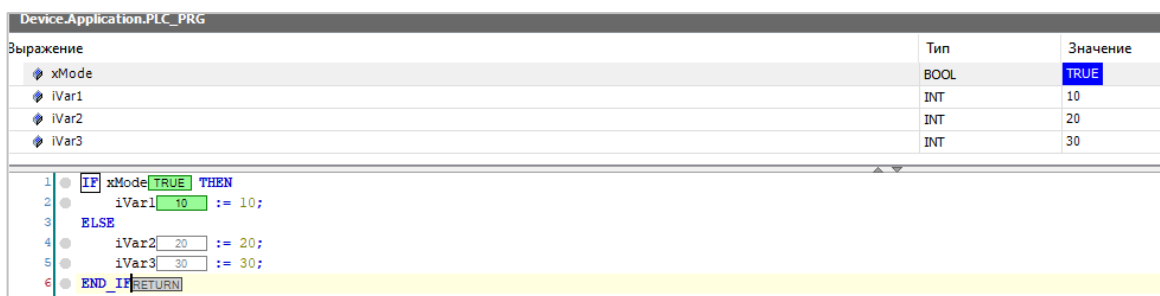 Device.Application.PLC_PRG
Выражение Тип Значение
xMode BOOL TRUE
iVar1 INT 10
iVar2 INT 20
iVar3 INT 30
1 IF xMode TRUE THEN
2 iVar1 10 := 10;
3 ELSE
4 iVar2 20 := 20;
5 iVar3 30 := 30;
6 END_IF RETURN